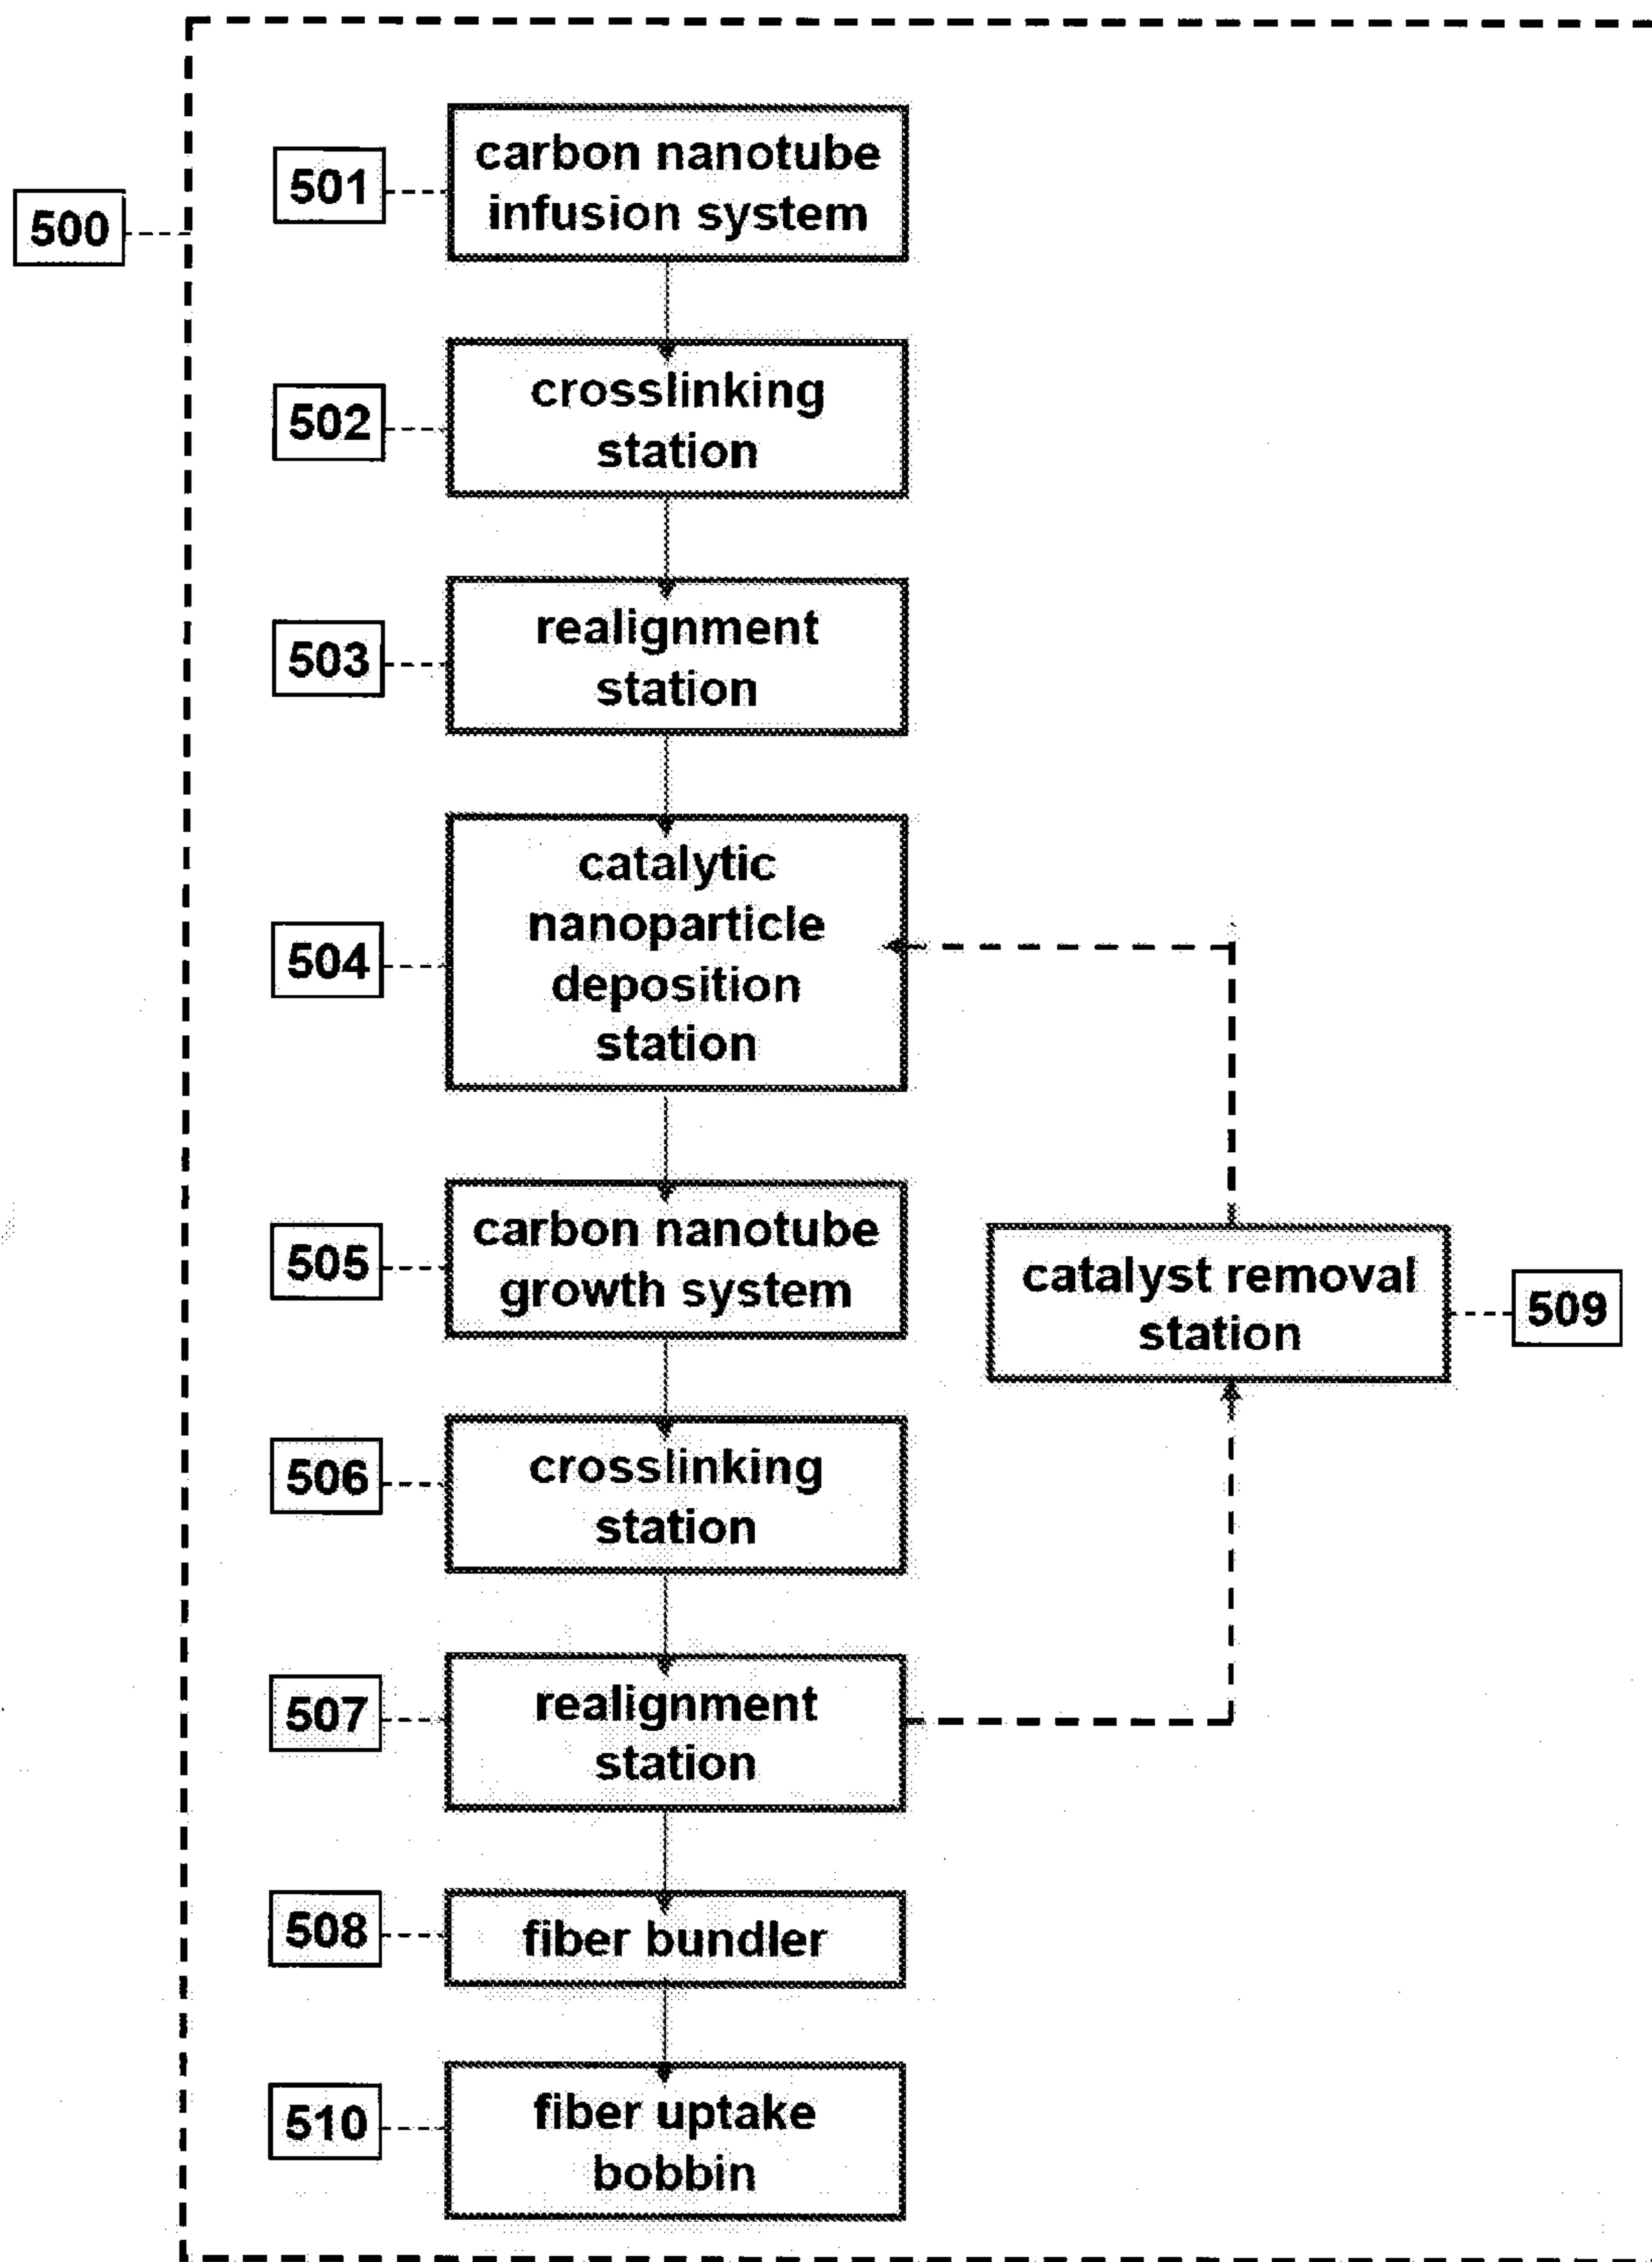 500
501
carbon nanotube
infusion system
502
crosslinking
station
503
realignment
station
504
catalytic
nanoparticle
deposition
station
505
carbon nanotube
growth system
catalyst removal
station
509
506
crosslinking
station
507
realignment
station
508
fiber bundler
510
fiber uptake
bobbin